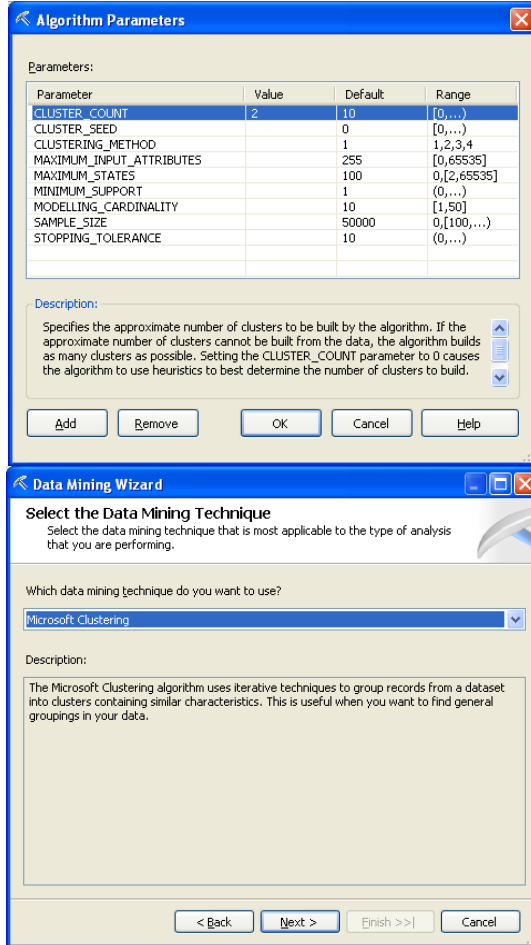 Algorithm Parameters
Parameters:
Parameter Value Default Range
CLUSTER_COUNT 2 10 [0,...)
CLUSTER_SEED 0 [0,...)
CLUSTERING_METHOD 1 1,2,3,4
MAXIMUM_INPUT_ATTRIBUTES 255 [0,65535]
MAXIMUM_STATES 100 0,[2,65535]
MINIMUM_SUPPORT 1 (0,...)
MODELLING_CARDINALITY 10 [1,50]
SAMPLE_SIZE 50000 0,[100,...)
STOPPING_TOLERANCE 10 (0,...)
Description:
Specifies the approximate number of clusters to be built by the algorithm. If the
approximate number of clusters cannot be built from the data, the algorithm builds
as many clusters as possible. Setting the CLUSTER_COUNT parameter to 0 causes
the algorithm to use heuristics to best determine the number of clusters to build.
Add Remove OK Cancel Help
Data Mining Wizard
Select the Data Mining Technique
Select the data mining technique that is most applicable to the type of analysis
that you are performing.
Which data mining technique do you want to use?
Microsoft Clustering
Description:
The Microsoft Clustering algorithm uses iterative techniques to group records from a dataset
into clusters containing similar characteristics. This is useful when you want to find general
groupings in your data.
< Back Next > Finish >>| Cancel